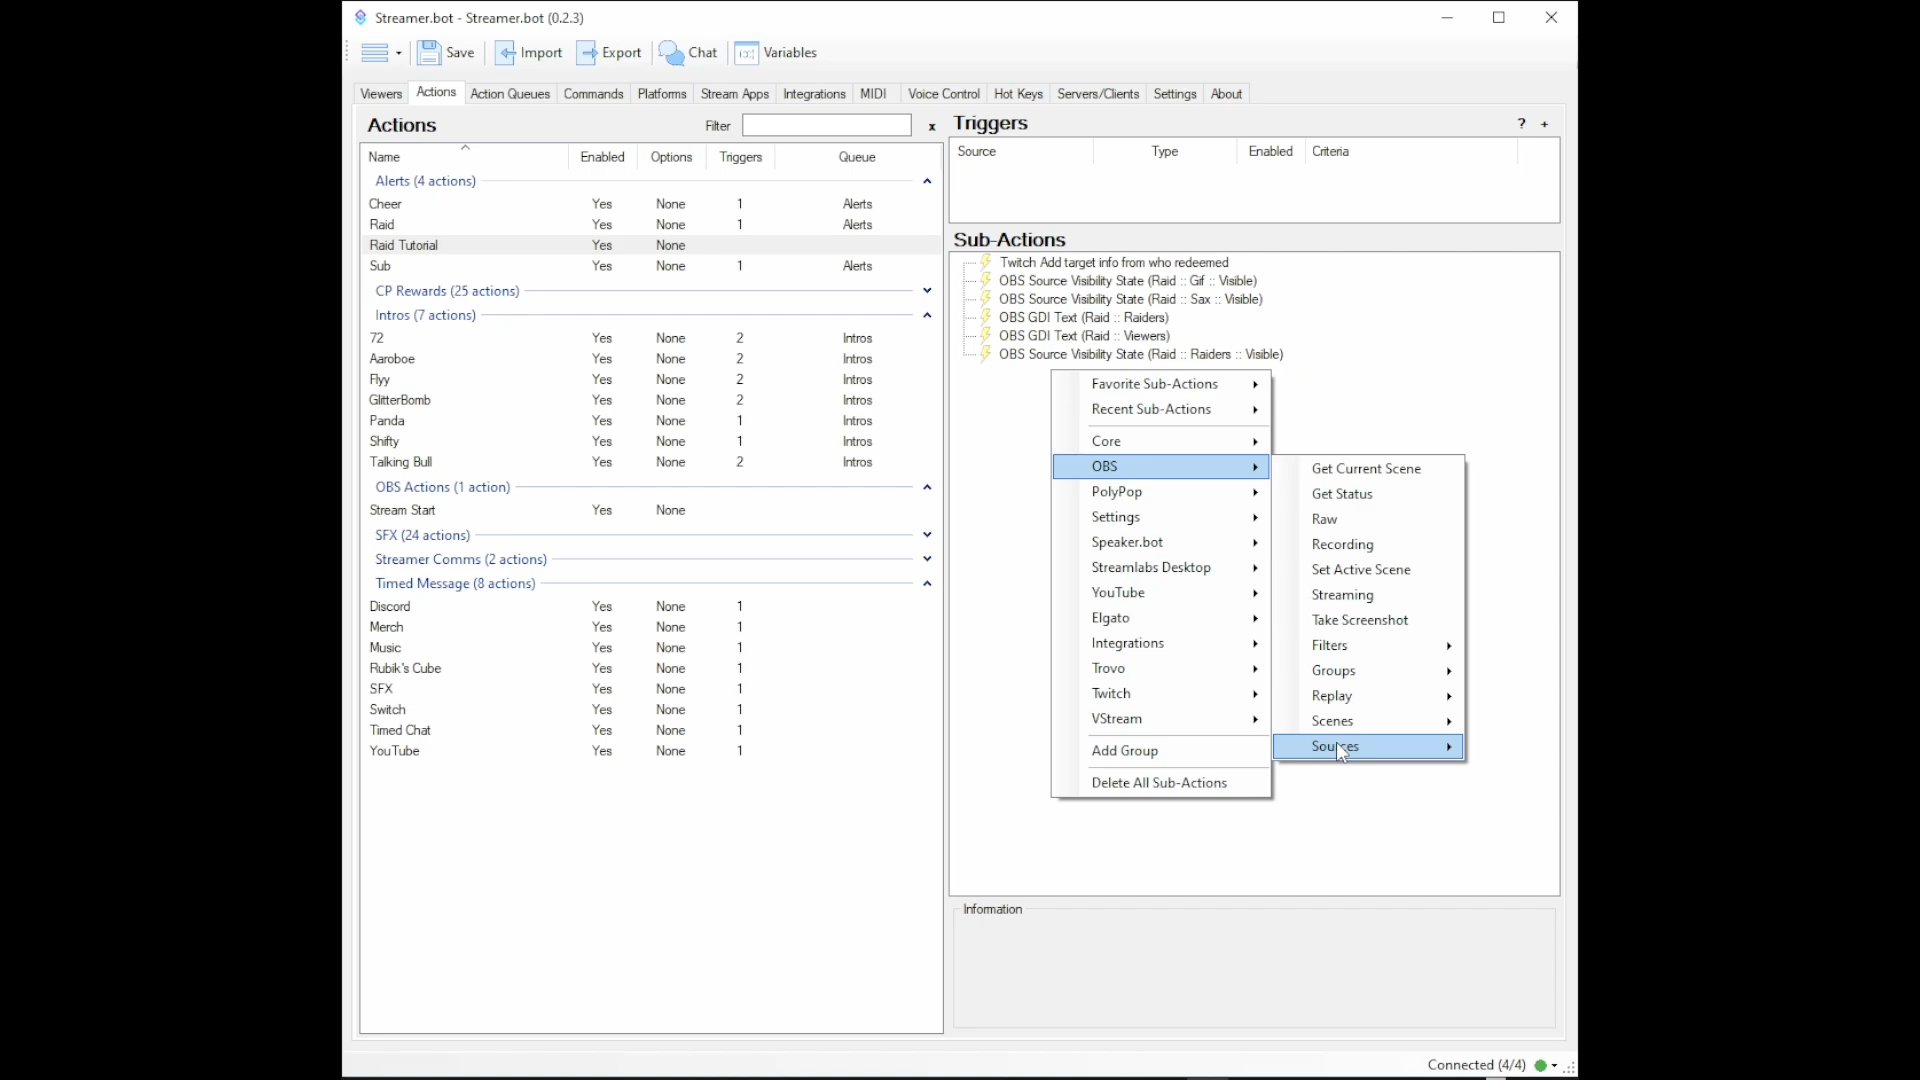 Streamer.bot - Streamer.bot (0.2.3)
Save Import Export Chat Variables
Viewers Actions Action Queues Commands Platforms Stream Apps Integrations MIDI Voice Control Hot Keys Servers/Clients Settings About
Actions Filter x
Name Enabled Options Triggers Queue
Alerts (4 actions)
Cheer Yes None 1 Alerts
Raid Yes None 1 Alerts
Raid Tutorial Yes None
Sub Yes None 1 Alerts
CP Rewards (25 actions)
Intros (7 actions)
72 Yes None 2 Intros
Aaroboe Yes None 2 Intros
Flyy Yes None 2 Intros
GlitterBomb Yes None 2 Intros
Panda Yes None 1 Intros
Shifty Yes None 1 Intros
Talking Bull Yes None 2 Intros
OBS Actions (1 action)
Stream Start Yes None
SFX (24 actions)
Streamer Comms (2 actions)
Timed Message (8 actions)
Discord Yes None 1
Merch Yes None 1
Music Yes None 1
Rubik's Cube Yes None 1
SFX Yes None 1
Switch Yes None 1
Timed Chat Yes None 1
YouTube Yes None 1
Triggers ? +
Source Type Enabled Criteria
Sub-Actions
Twitch Add target info from who redeemed
OBS Source Visibility State (Raid :: Gif :: Visible)
OBS Source Visibility State (Raid :: Sax :: Visible)
OBS GDI Text (Raid :: Raiders)
OBS GDI Text (Raid :: Viewers)
OBS Source Visibility State (Raid :: Raiders :: Visible)
Favorite Sub-Actions
Recent Sub-Actions
Core
OBS
PolyPop
Settings
Speaker.bot
Streamlabs Desktop
YouTube
Elgato
Integrations
Trovo
Twitch
VStream
Add Group
Delete All Sub-Actions
Get Current Scene
Get Status
Raw
Recording
Set Active Scene
Streaming
Take Screenshot
Filters
Groups
Replay
Scenes
Sources
Information
Connected (4/4)